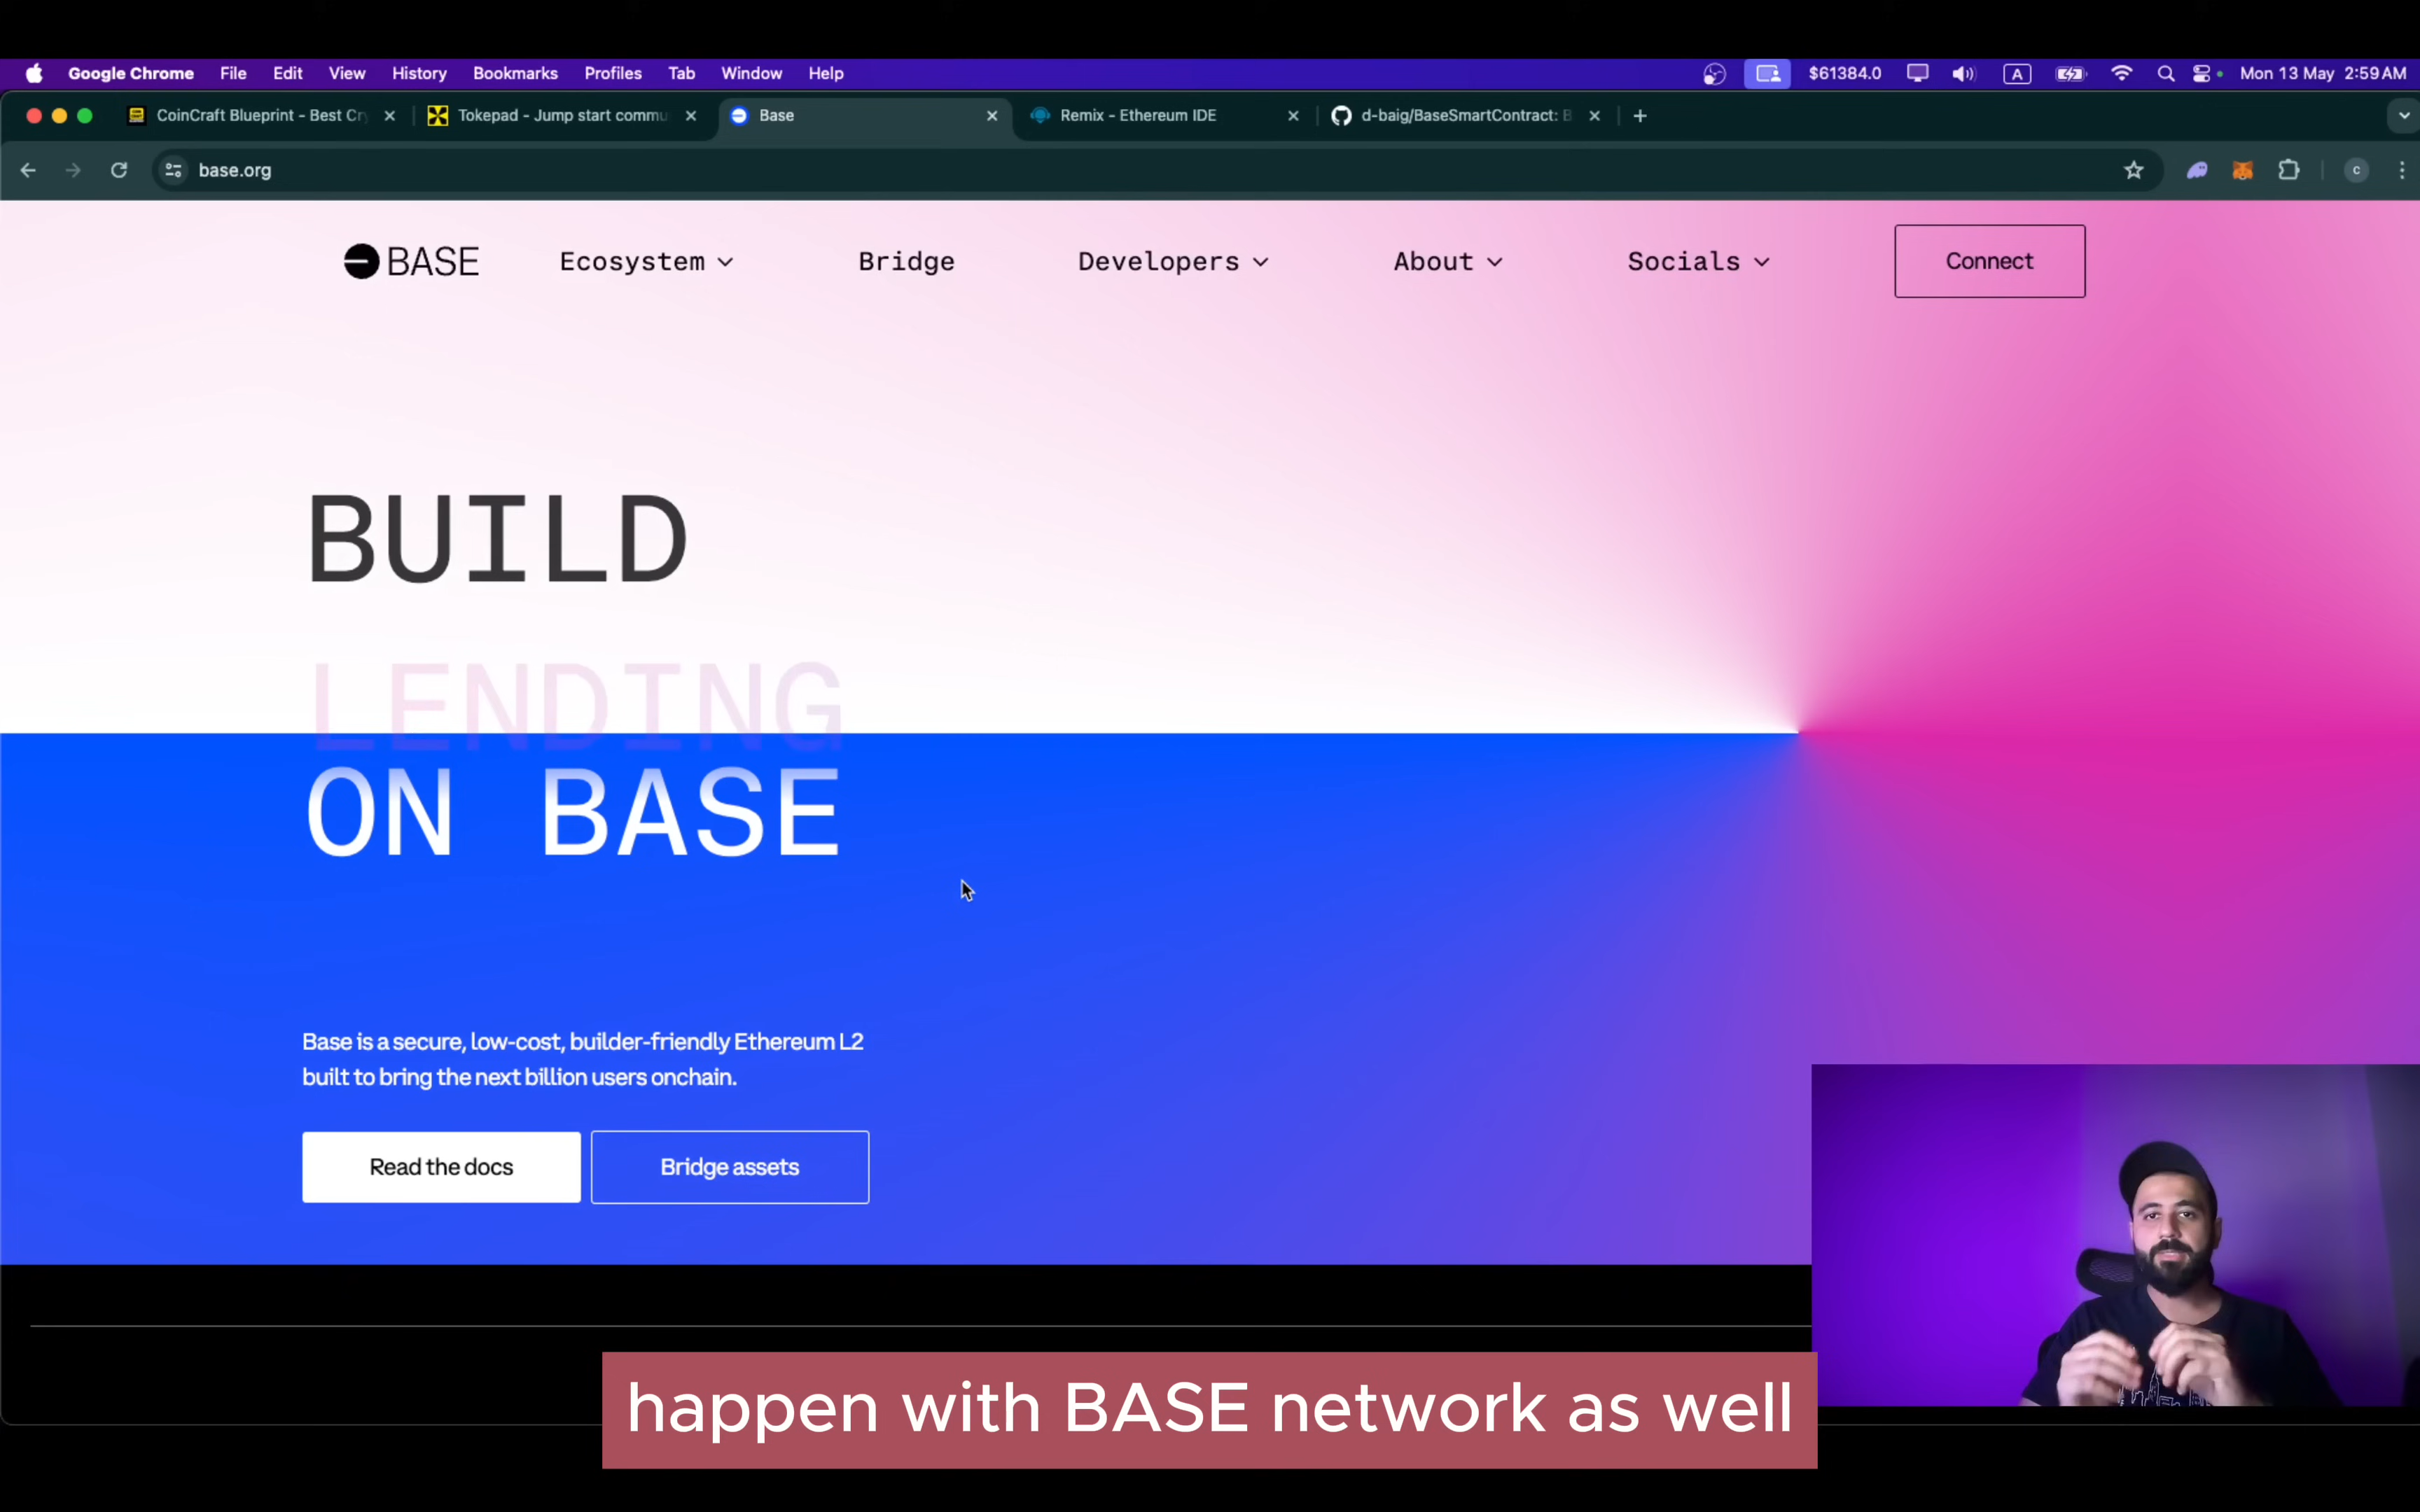 Google Chrome File Edit View History Bookmarks Profiles Tab Window Help $61384.0 A Mon 13 May 2:59 AM
CoinCraft Blueprint - Best Cry Tokepad - Jump start commu Base Remix - Ethereum IDE d-baig/BaseSmartContract: B
base.org c
BASE Ecosystem Bridge Developers About Socials Connect
BUILD
LENDING
ON BASE
Base is a secure, low-cost, builder-friendly Ethereum L2
built to bring the next billion users onchain.
Read the docs Bridge assets
happen with BASE network as well